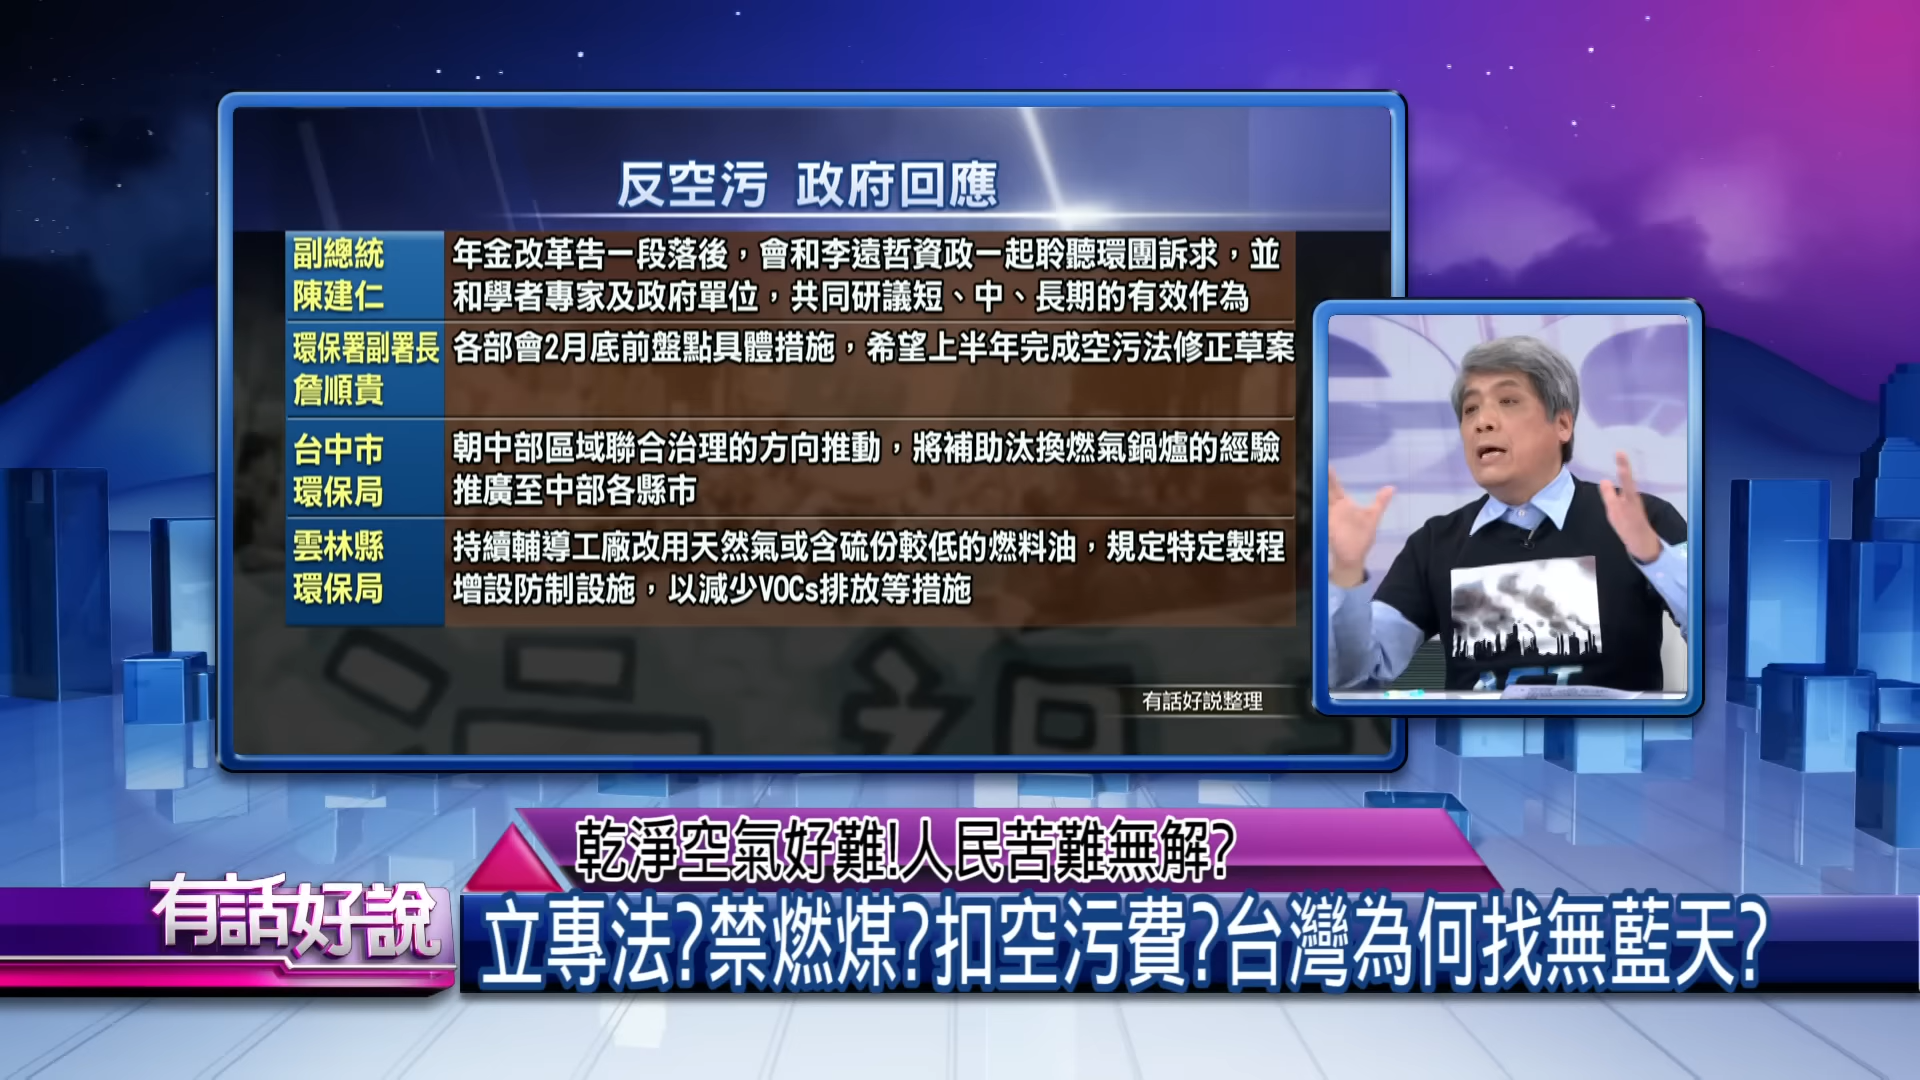 反空污 政府回應
副總統
陳建仁
年金改革告一段落後，會和李遠哲資政一起聆聽環團訴求，並
和學者專家及政府單位，共同研議短、中、長期的有效作為
環保署副署長
詹順貴
各部會2月底前盤點具體措施，希望上半年完成空污法修正草案
台中市
環保局
朝中部區域聯合治理的方向推動，將補助汰換燃氣鍋爐的經驗
推廣至中部各縣市
雲林縣
環保局
持續輔導工廠改用天然氣或含硫份較低的燃料油，規定特定製程
增設防制設施，以減少VOCs排放等措施
有話好說整理
乾淨空氣好難!人民苦難無解?
有話好說
立專法?禁燃煤?扣空污費?台灣為何找無藍天?